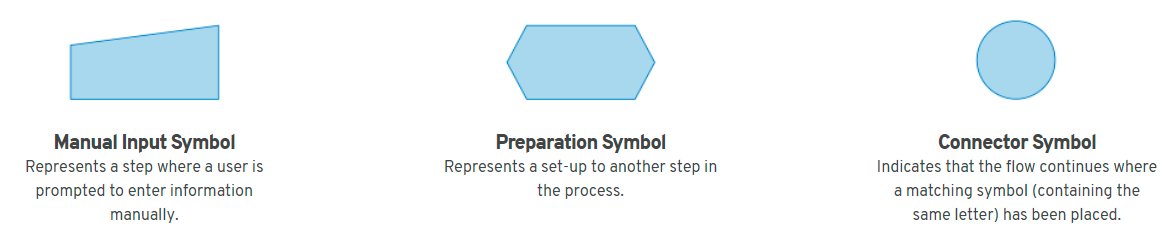 Manual Input Symbol
Represents a step where a user is
prompted to enter information
manually.
Preparation Symbol
Represents a set-up to another step in
the process.
Connector Symbol
Indicates that the flow continues where
a matching symbol (containing the
same letter) has been placed.